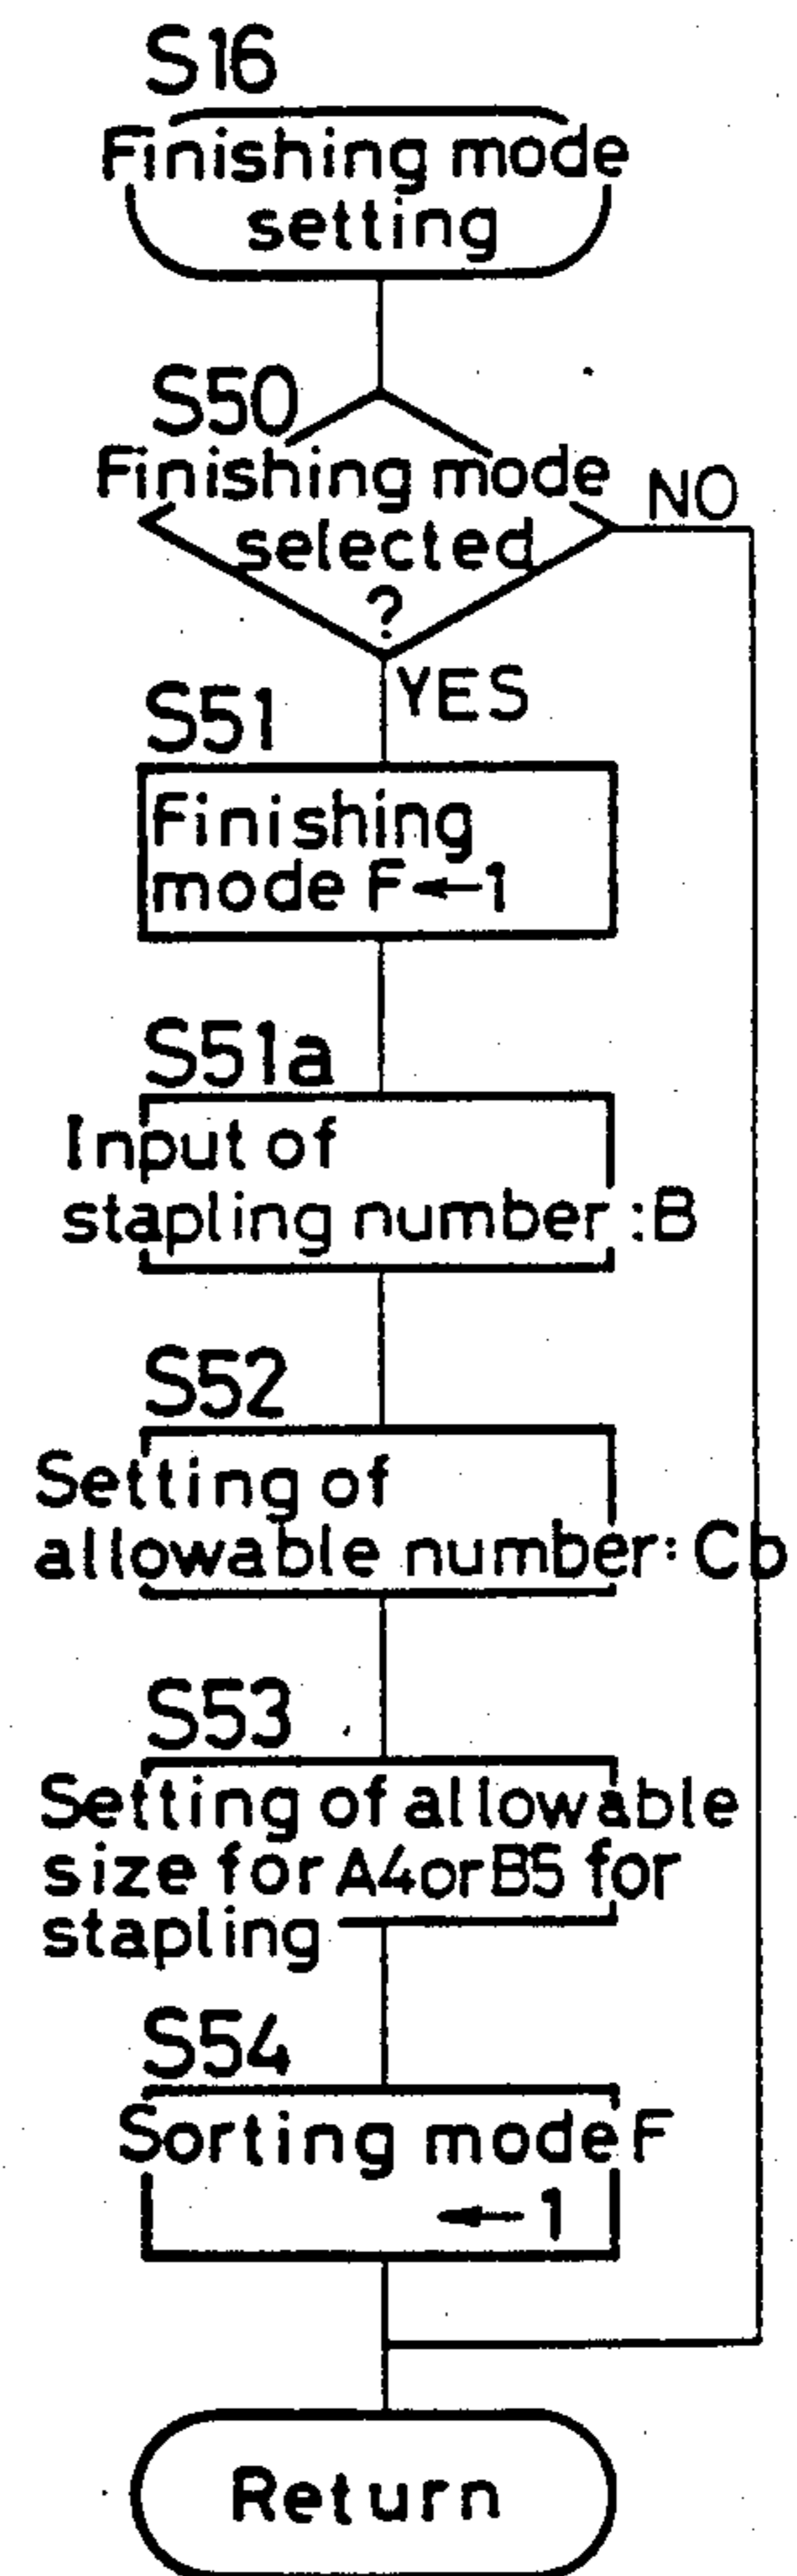 S16
Finishing mode
setting
S50
Finishing mode
selected
?
NO
YES
S51
Finishing
mode F←1
S51a
Input of
stapling number :B
S52
Setting of
allowable number: Cb
S53
Setting of allowable
size for A4 or B5 for
stapling
S54
Sorting mode F
←1
Return